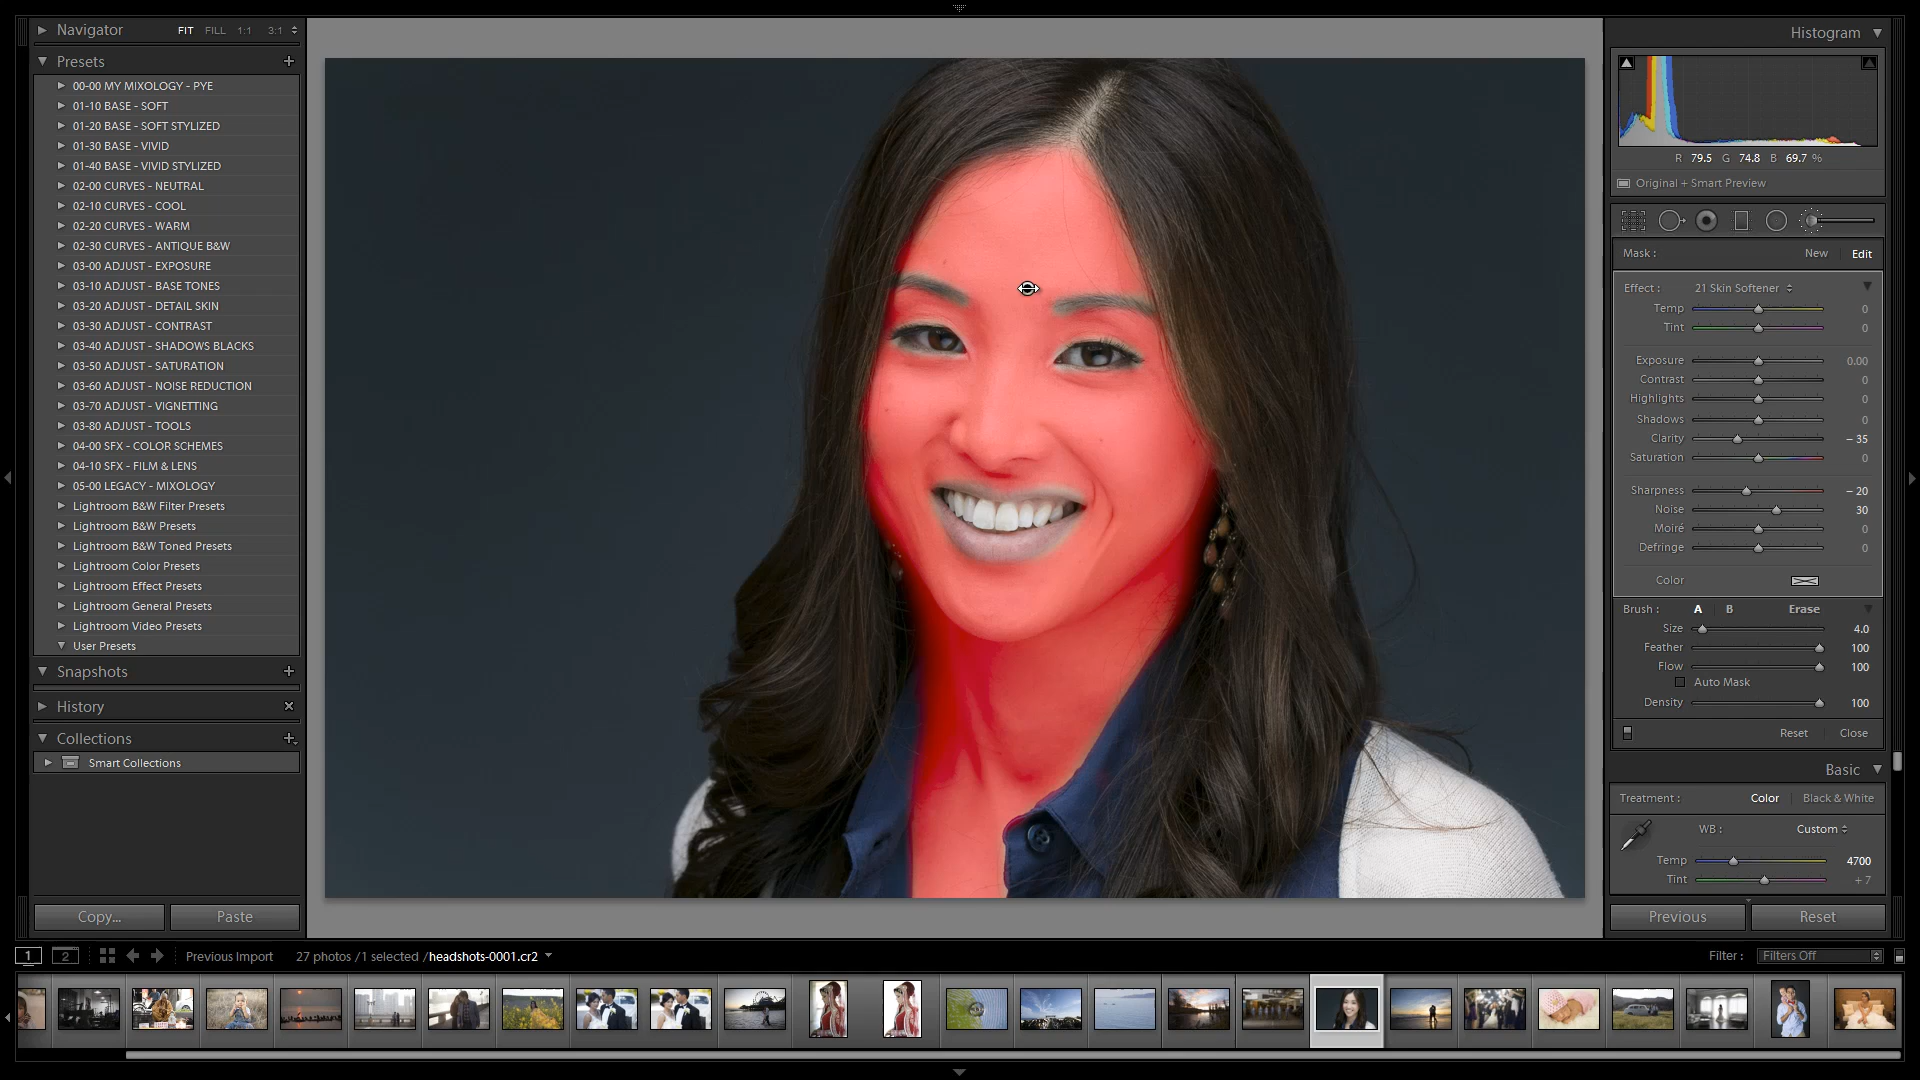 Navigator FIT FILL 1:1 3:1
Presets +
00-00 MY MIXOLOGY - PYE
01-10 BASE - SOFT
01-20 BASE - SOFT STYLIZED
01-30 BASE - VIVID
01-40 BASE - VIVID STYLIZED
02-00 CURVES - NEUTRAL
02-10 CURVES - COOL
02-20 CURVES - WARM
02-30 CURVES - ANTIQUE B&W
03-00 ADJUST - EXPOSURE
03-10 ADJUST - BASE TONES
03-20 ADJUST - DETAIL SKIN
03-30 ADJUST - CONTRAST
03-40 ADJUST - SHADOWS BLACKS
03-50 ADJUST - SATURATION
03-60 ADJUST - NOISE REDUCTION
03-70 ADJUST - VIGNETTING
03-80 ADJUST - TOOLS
04-00 SFX - COLOR SCHEMES
04-10 SFX - FILM & LENS
05-00 LEGACY - MIXOLOGY
Lightroom B&W Filter Presets
Lightroom B&W Presets
Lightroom B&W Toned Presets
Lightroom Color Presets
Lightroom Effect Presets
Lightroom General Presets
Lightroom Video Presets
User Presets
Snapshots +
History ×
Collections +
Smart Collections
Copy... Paste
Histogram
R 79.5 G 74.8 B 69.7 %
Original + Smart Preview
Mask : New Edit
Effect : 21 Skin Softener
Temp 0
Tint 0
Exposure 0.00
Contrast 0
Highlights 0
Shadows 0
Clarity – 35
Saturation 0
Sharpness – 20
Noise 30
Moiré 0
Defringe 0
Color
Brush : A B Erase
Size 4.0
Feather 100
Flow 100
Auto Mask
Density 100
Reset Close
Basic
Treatment : Color Black & White
WB : Custom
Temp 4700
Tint + 7
Previous Reset
1 2 Previous Import 27 photos /1 selected /headshots-0001.cr2 Filter : Filters Off